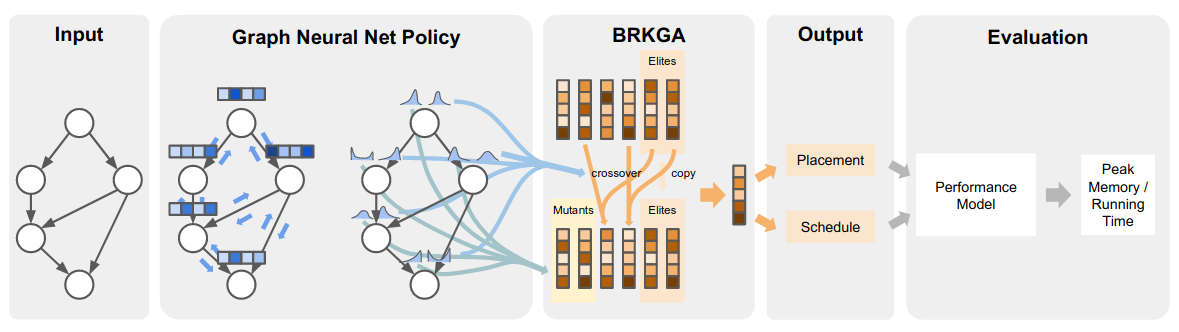 Input
Graph Neural Net Policy
BRKGA
Output
Evaluation
Elites
crossover
copy
Mutants
Elites
Placement
Schedule
Performance
Model
Peak
Memory /
Running
Time